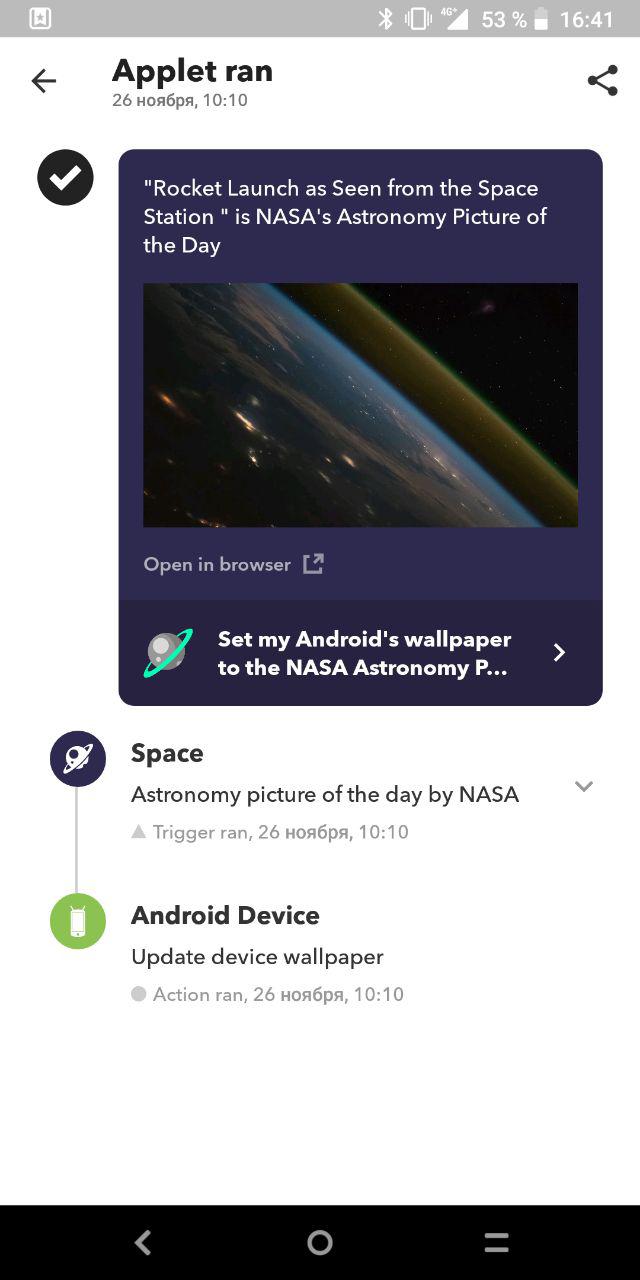 4G+ 53 % 16:41
Applet ran
26 ноября, 10:10
"Rocket Launch as Seen from the Space
Station " is NASA's Astronomy Picture of
the Day
Open in browser
Set my Android's wallpaper
to the NASA Astronomy P...
Space
Astronomy picture of the day by NASA
Trigger ran, 26 ноября, 10:10
Android Device
Update device wallpaper
Action ran, 26 ноября, 10:10